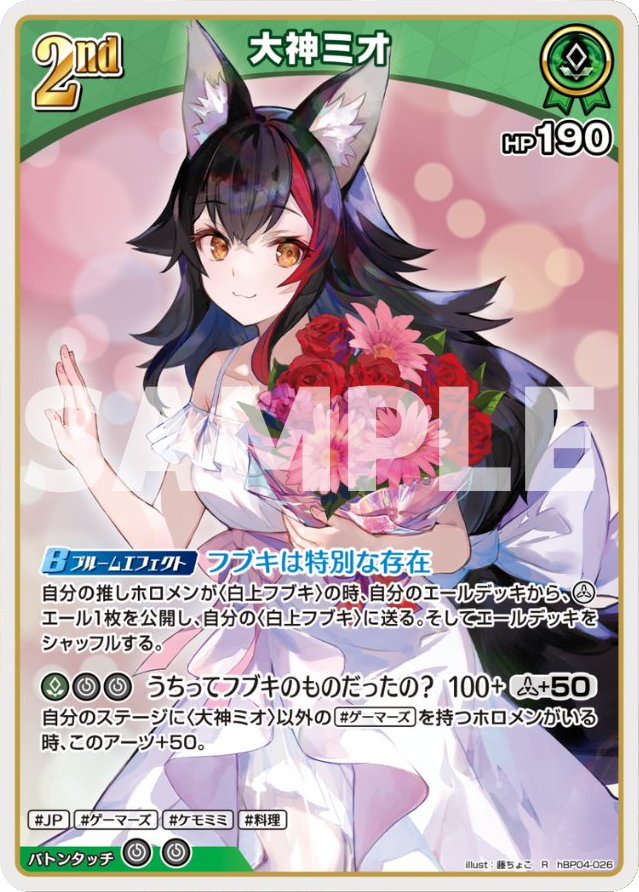 2nd
大神ミオ
HP190
SAMPLE
Bブルームエフェクト フブキは特別な存在
自分の推しホロメンが〈白上フブキ〉の時、自分のエールデッキから、
エール1枚を公開し、自分の〈白上フブキ〉に送る。そしてエールデッキを
シャッフルする。
うちってフブキのものだったの? 100+ +50
自分のステージに〈大神ミオ〉以外の#ゲーマーズを持つホロメンがいる
時、このアーツ+50。
#JP #ゲーマーズ #ケモミミ #料理
バトンタッチ
illust:藤ちょこ R hBP04-026